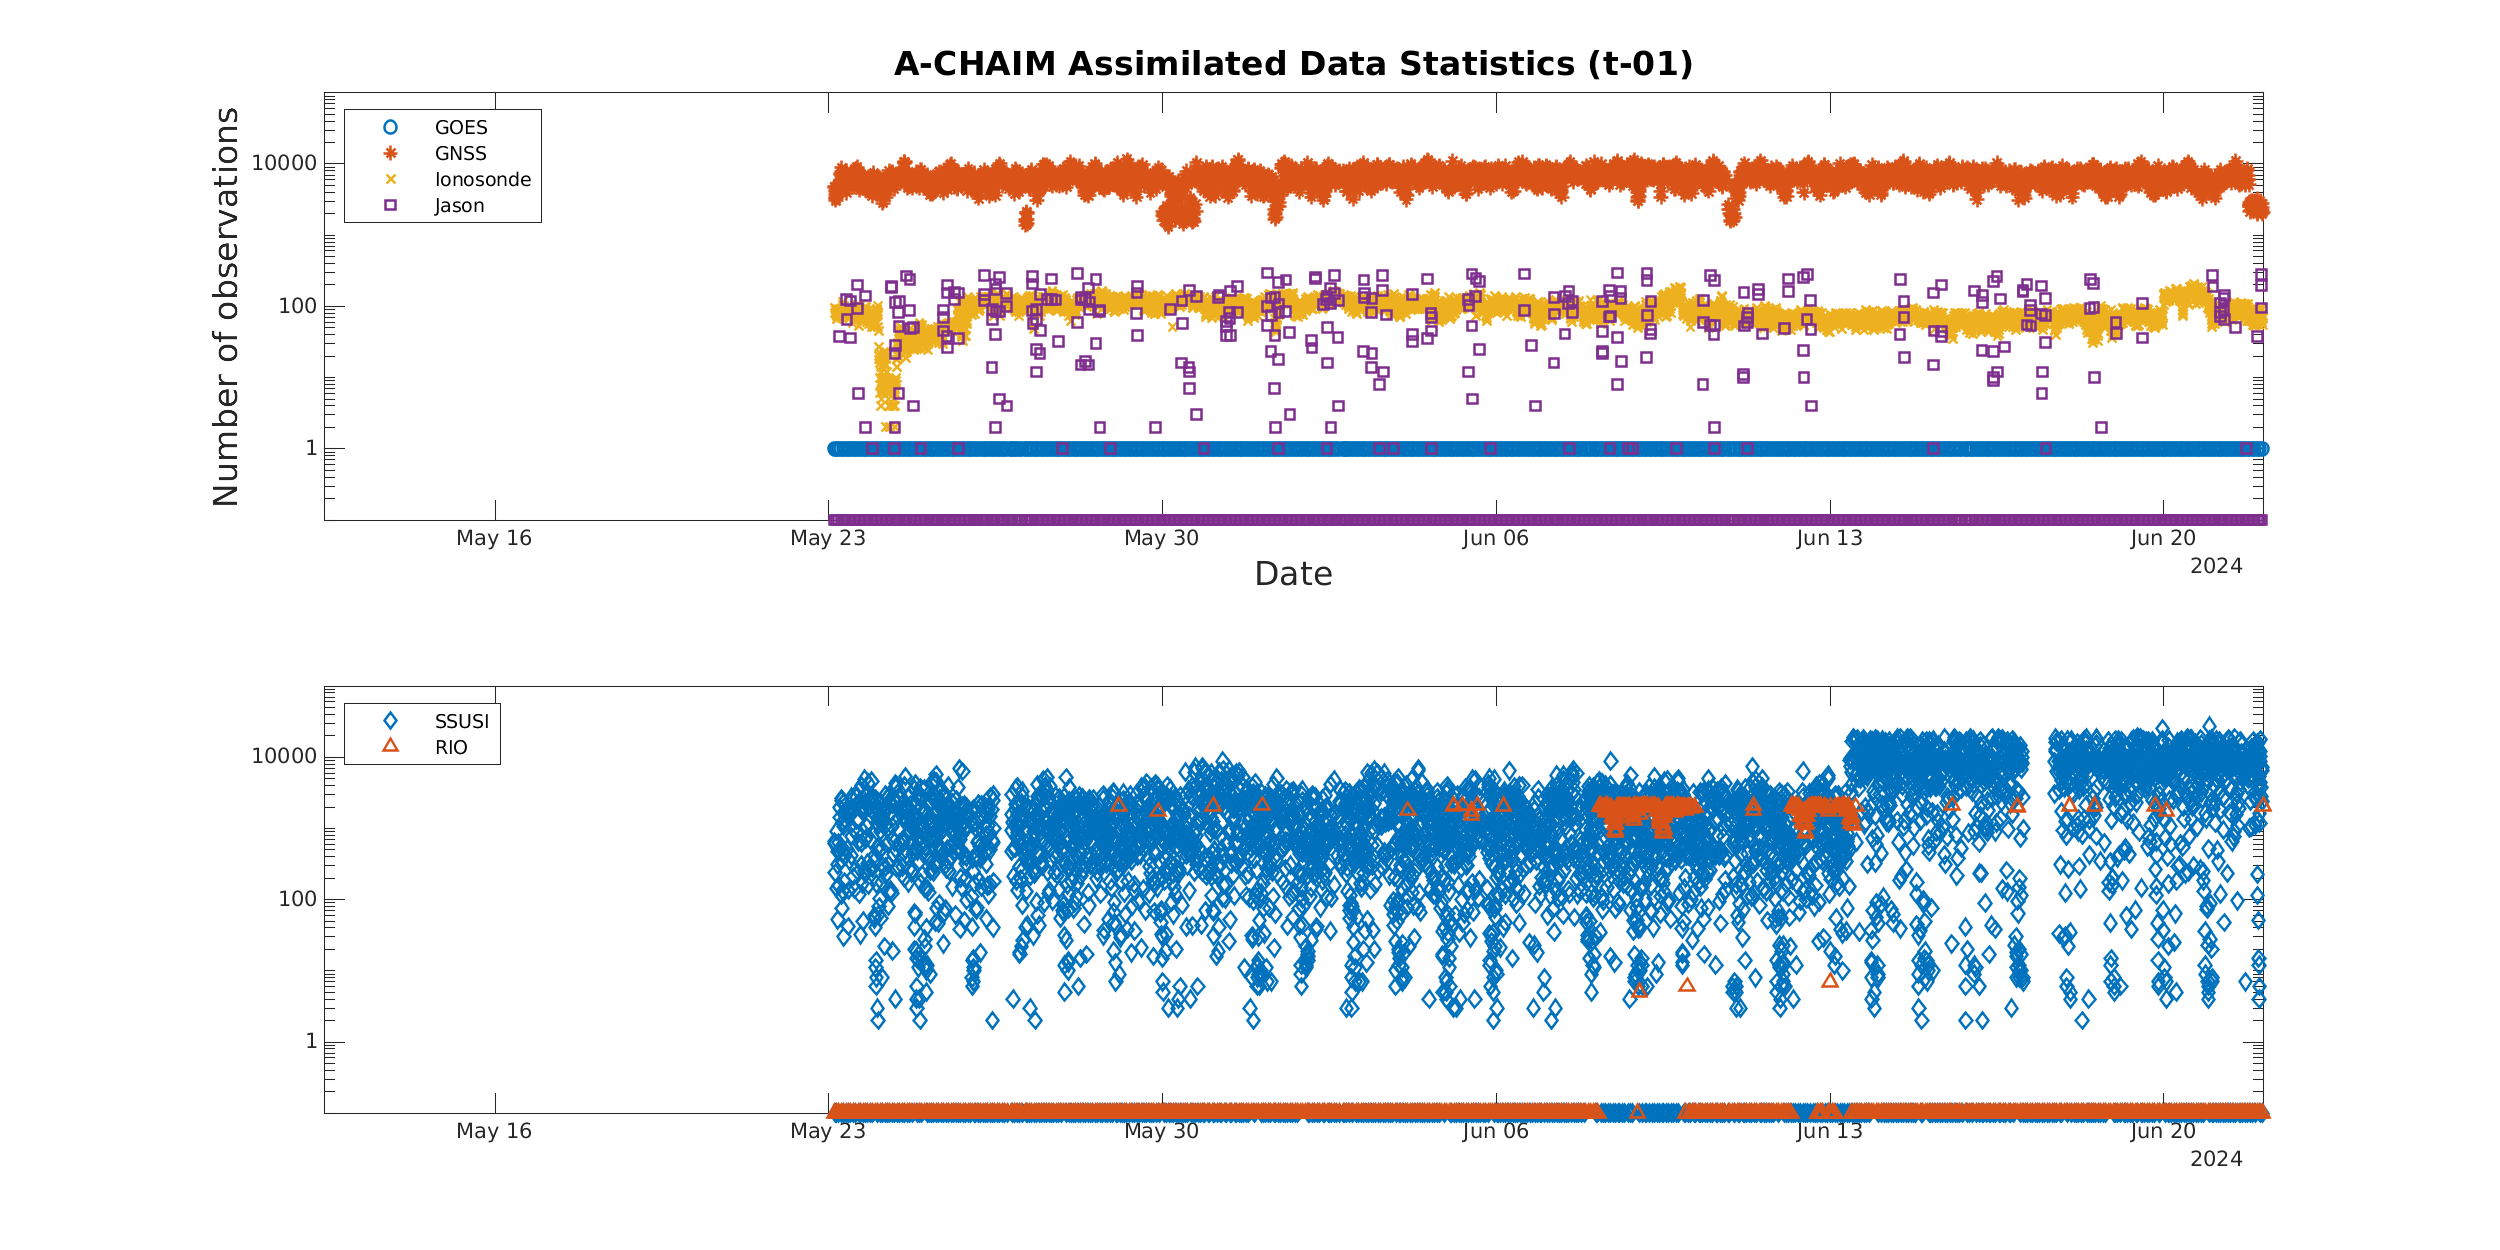 A-CHAIM Assimilated Data Statistics (t-01)
Number of observations
10000
100
1
GOES
GNSS
Ionosonde
Jason
May 16
May 23
May 30
Jun 06
Jun 13
Jun 20
2024
Date
10000
100
1
SSUSI
RIO
May 16
May 23
May 30
Jun 06
Jun 13
Jun 20
2024